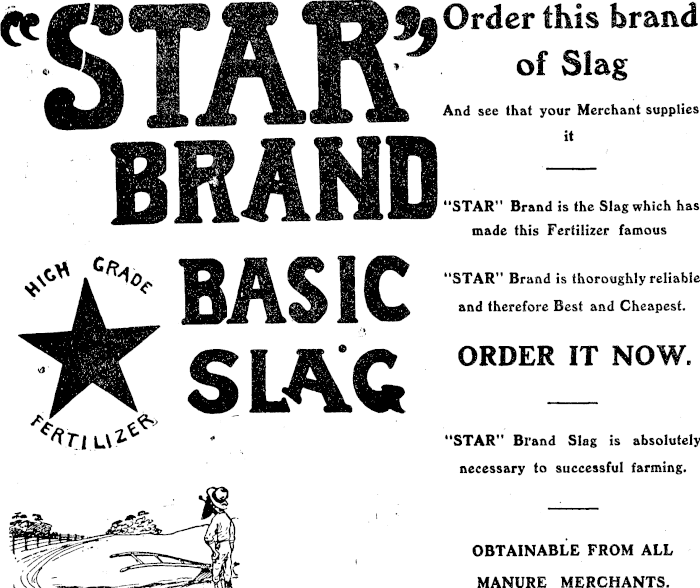 "STAR"
BRAND
BASIC
SLAG
HIGH GRADE
FERTILIZER
Order this brand
of Slag
And see that your Merchant supplies
it
"STAR" Brand is the Slag which has
made this Fertilizer famous
"STAR" Brand is thoroughly reliable
and therefore Best and Cheapest.
ORDER IT NOW.
"STAR" Brand Slag is absolutely
necessary to successful farming.
OBTAINABLE FROM ALL
MANURE MERCHANTS.